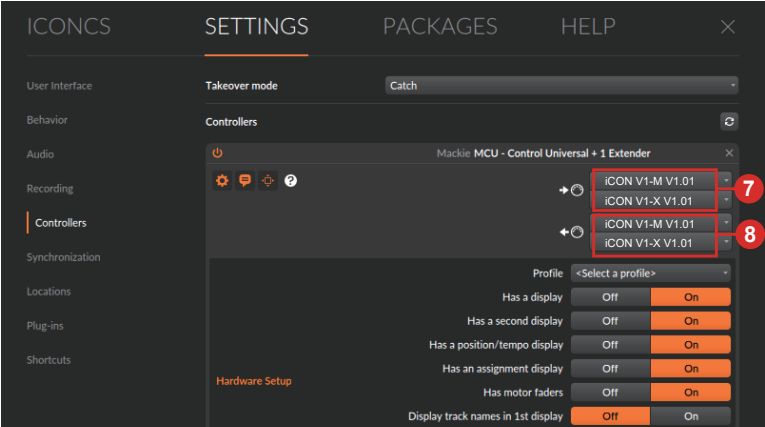 ICONCS SETTINGS PACKAGES HELP
User Interface
Behavior
Audio
Recording
Controllers
Synchronization
Locations
Plug-ins
Shortcuts
Takeover mode Catch
Controllers
Mackie MCU - Control Universal + 1 Extender
?
iCON V1-M V1.01
iCON V1-X V1.01
7
iCON V1-M V1.01
iCON V1-X V1.01
8
Profile <Select a profile>
Has a display Off On
Has a second display Off On
Has a position/tempo display Off On
Has an assignment display Off On
Hardware Setup
Has motor faders Off On
Display track names in 1st display Off On